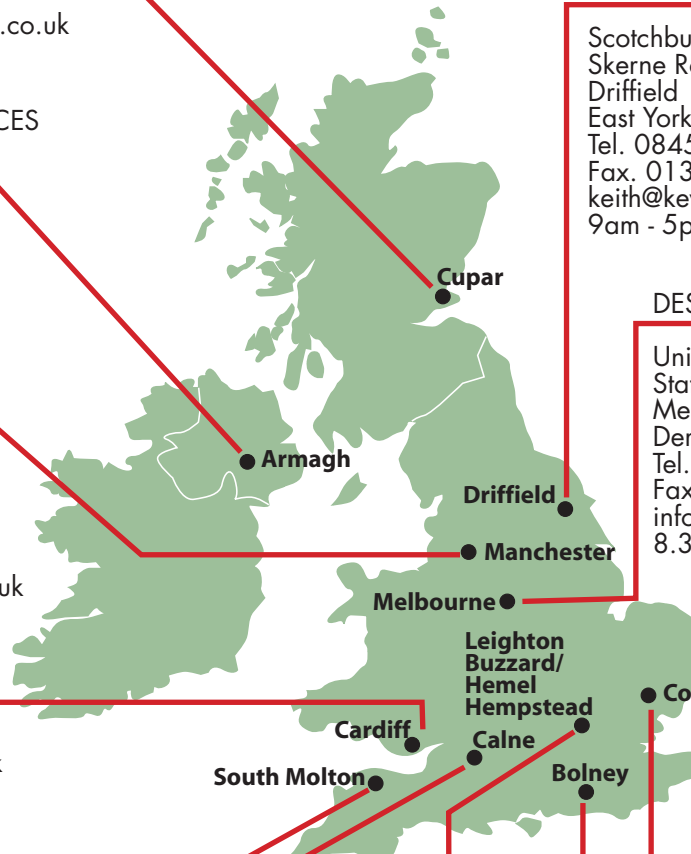 .co.uk
CES
Scotchbu
Skerne R
Driffield
East York
Tel. 0845
Fax. 013
keith@ke
9am - 5p
Cupar
DES
Uni
Sta
Me
Der
Tel.
Fax
info
8.3
Armagh
Driffield
Manchester
uk
Melbourne
Leighton
Buzzard/
Hemel
Hempstead
Co
Cardiff
Calne
k
South Molton
Bolney